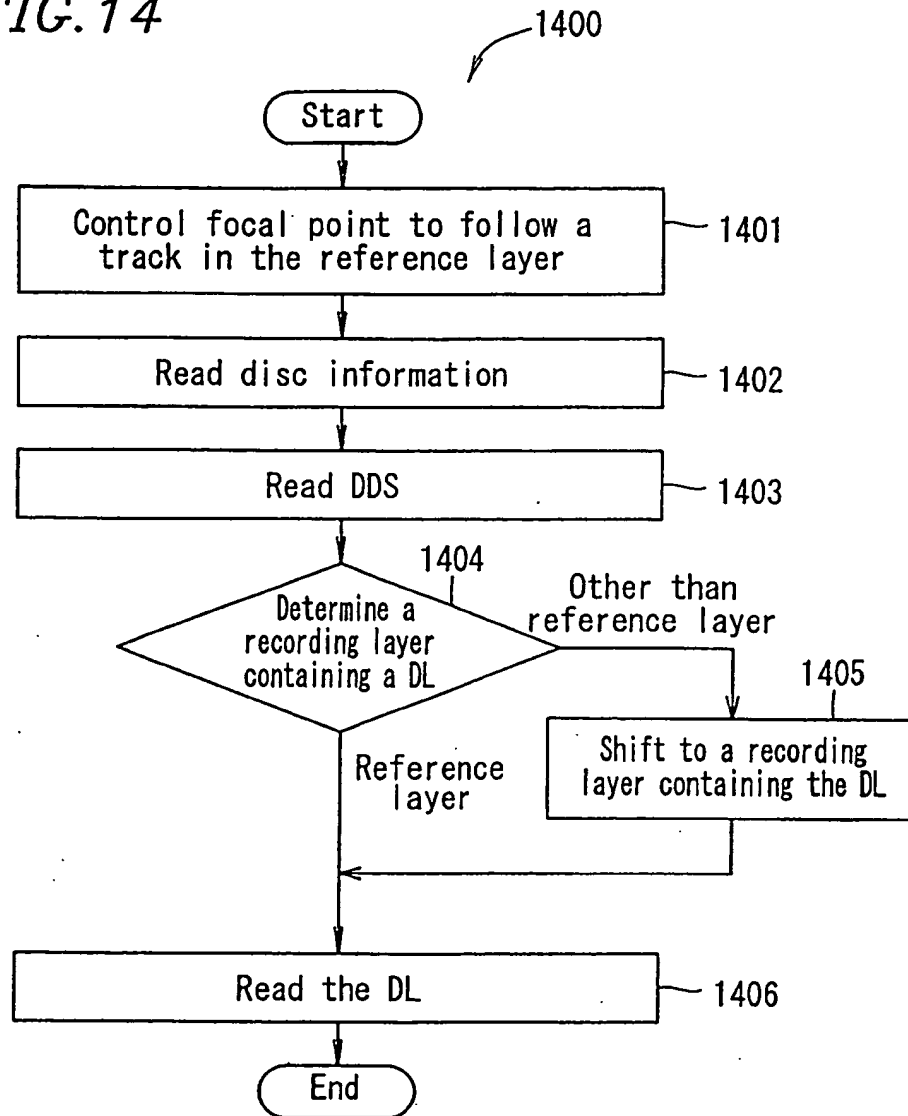 FIG. 14
1400
Start
Control focal point to follow a
track in the reference layer
1401
Read disc information
1402
Read DDS
1403
1404
Determine a
recording layer
containing a DL
Other than
reference layer
1405
Shift to a recording
layer containing the DL
Reference
layer
Read the DL
1406
End